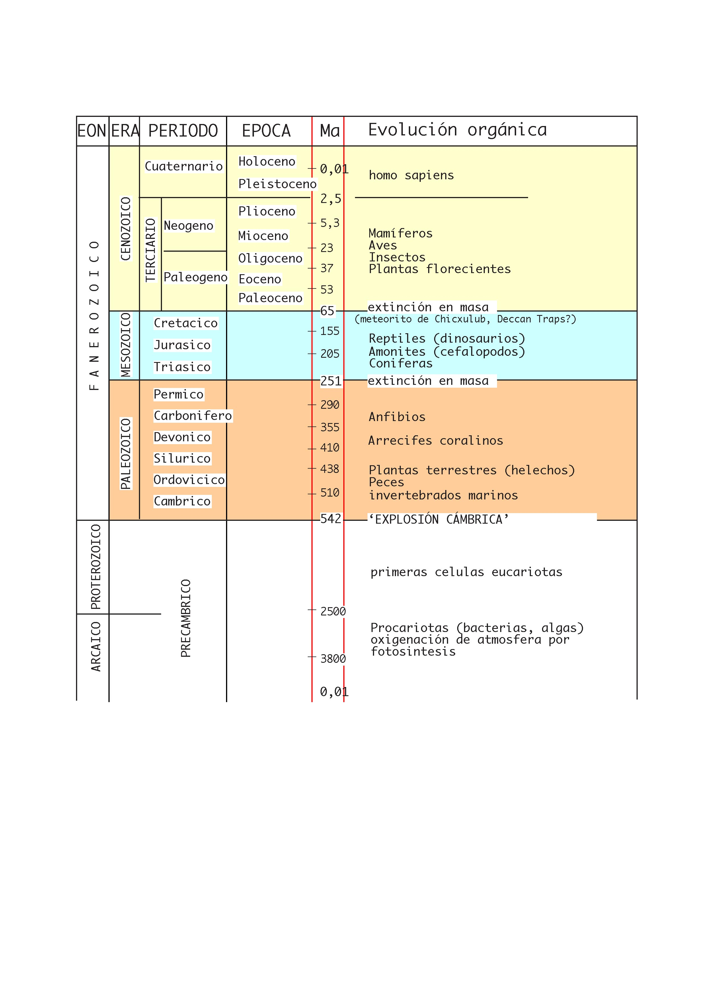 EON ERA PERIODO EPOCA Ma Evolución orgánica
FANEROZOICO
CENOZOICO
Cuaternario
Holoceno
0,01
Pleistoceno
homo sapiens
2,5
TERCIARIO
Neogeno
Plioceno
5,3
Mioceno
23
Paleogeno
Oligoceno
37
Eoceno
53
Paleoceno
Mamíferos
Aves
Insectos
Plantas florecientes
65
extinción en masa
(meteorito de Chicxulub, Deccan Traps?)
MESOZOICO
Cretacico
155
Jurasico
205
Triasico
Reptiles (dinosaurios)
Amonites (cefalopodos)
Coniferas
251
extinción en masa
PALEOZOICO
Permico
290
Carbonifero
Anfibios
355
Devonico
Arrecifes coralinos
410
Silurico
438
Ordovicico
510
Cambrico
Plantas terrestres (helechos)
Peces
invertebrados marinos
542
‘EXPLOSIÓN CÁMBRICA’
PROTEROZOICO
PRECAMBRICO
primeras celulas eucariotas
2500
ARCAICO
Procariotas (bacterias, algas)
oxigenación de atmosfera por
fotosintesis
3800
0,01